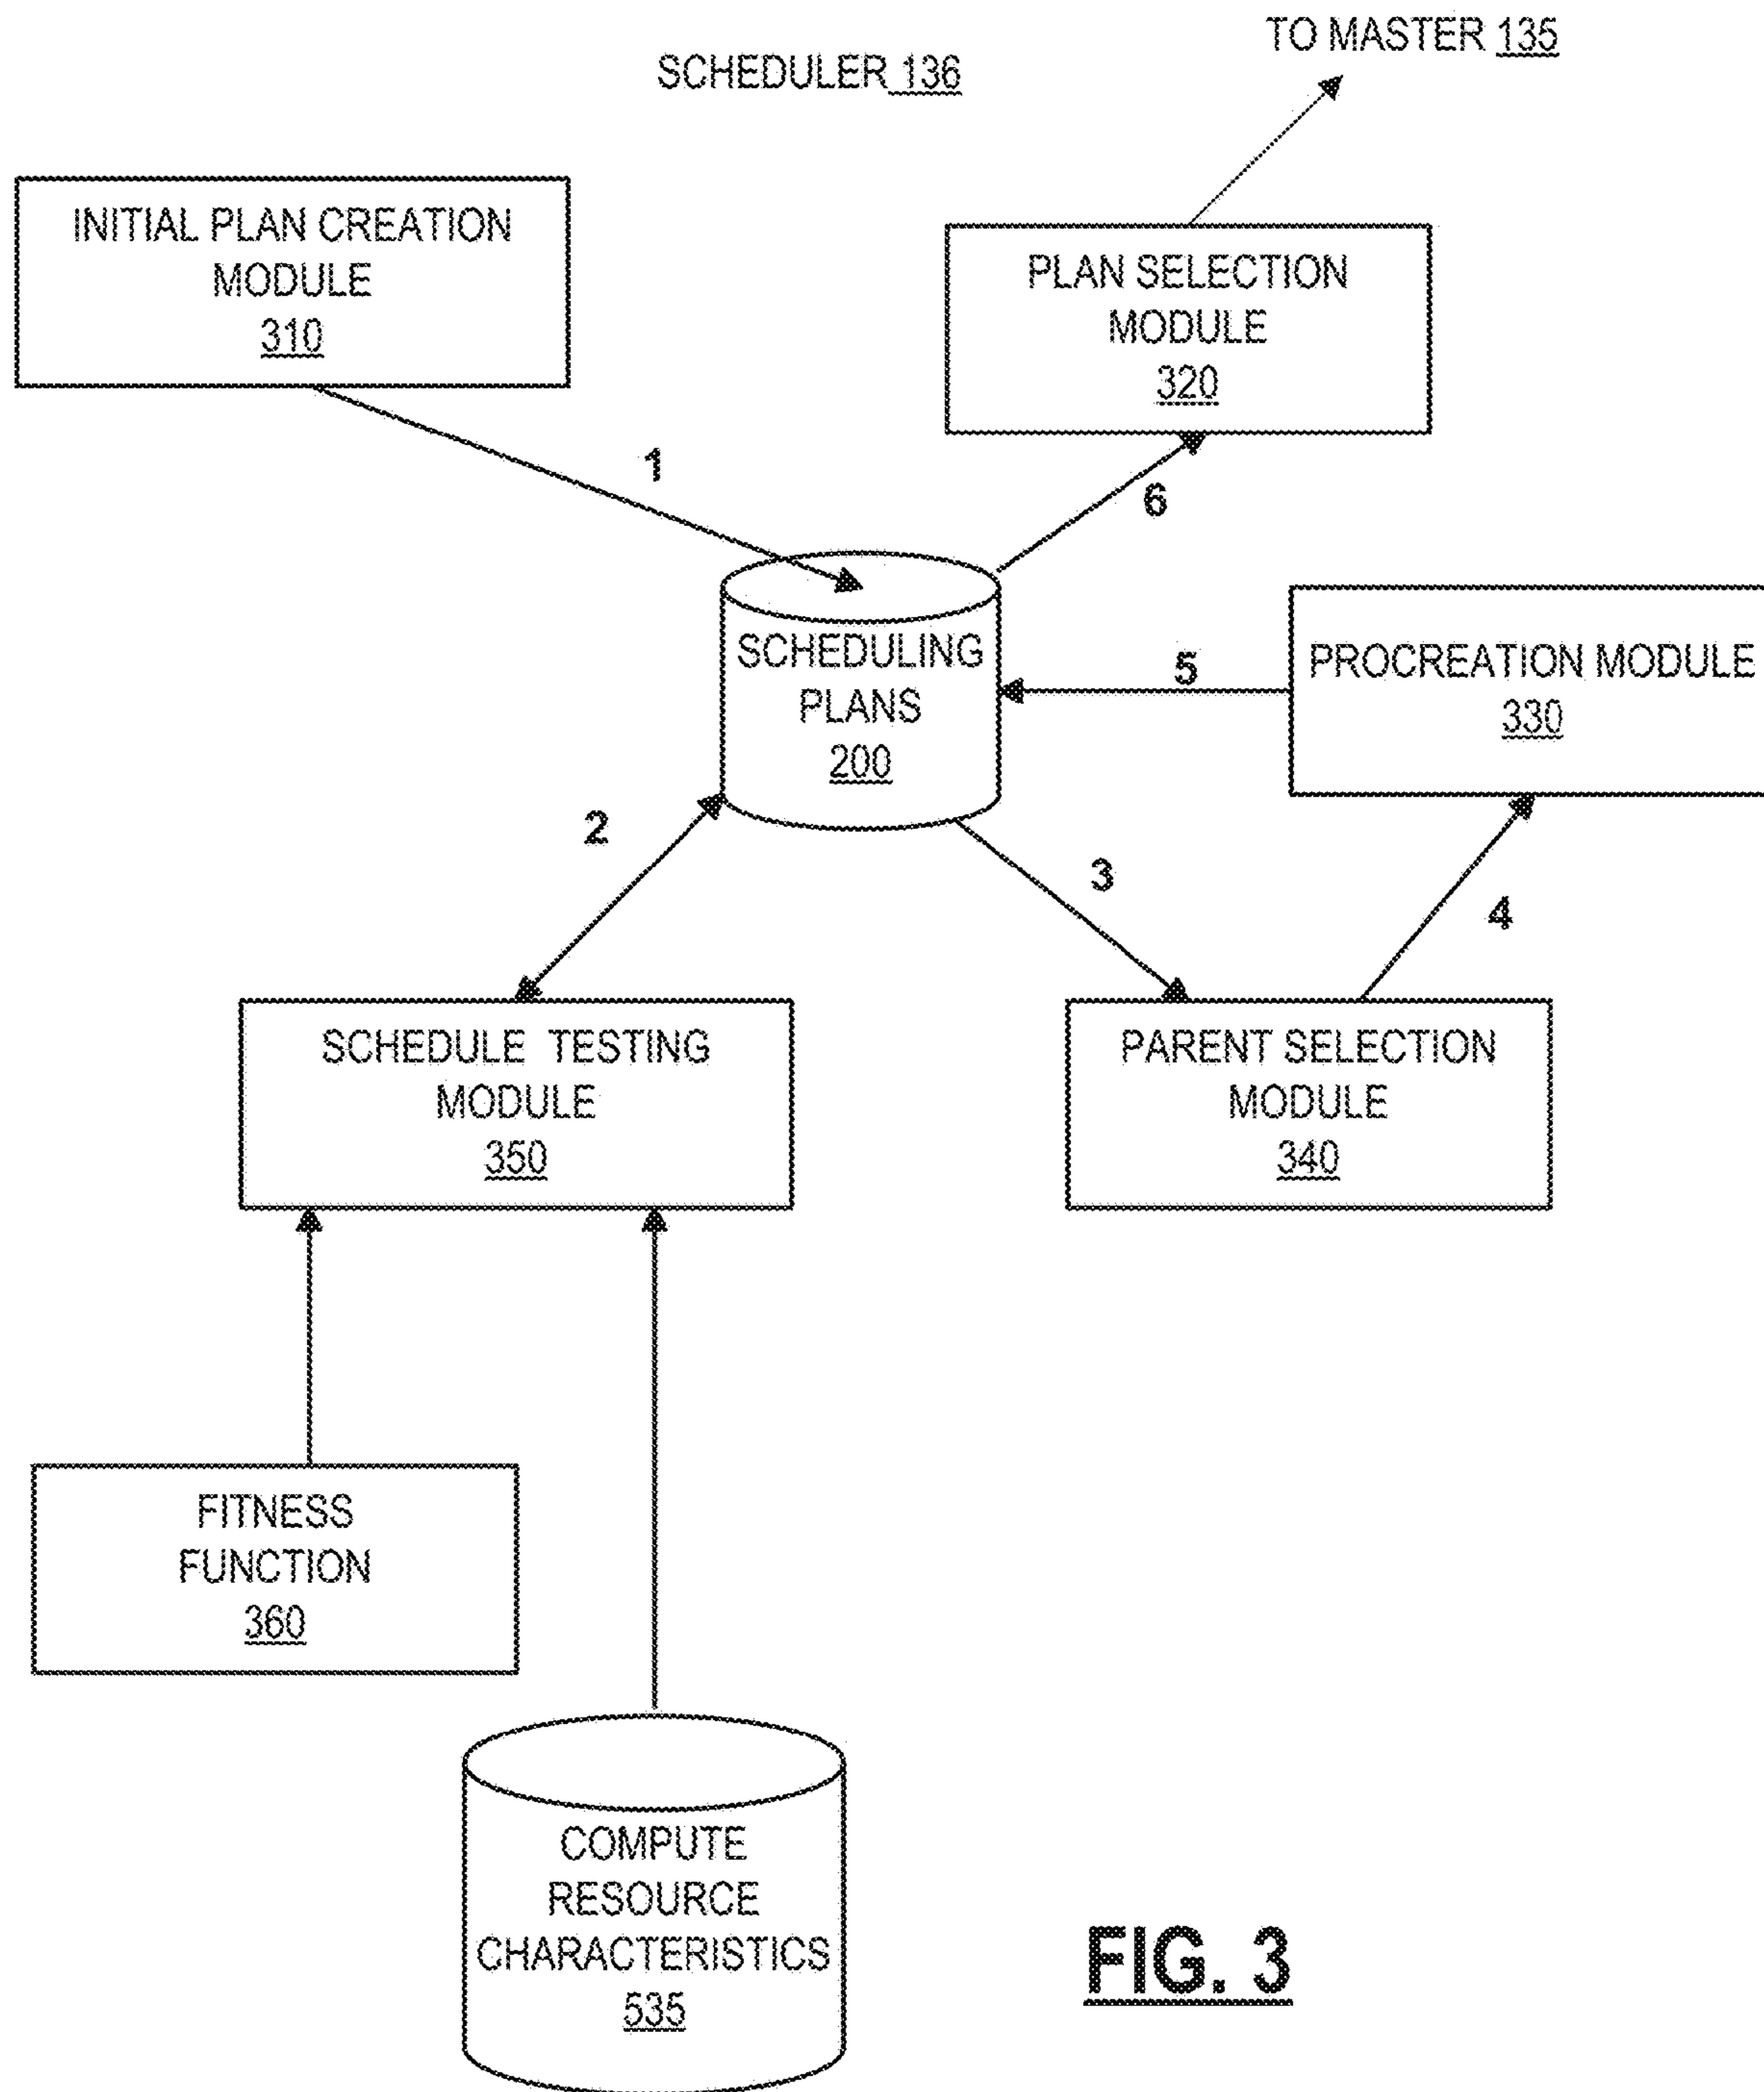 SCHEDULER 136
TO MASTER 135
INITIAL PLAN CREATION
MODULE
310
PLAN SELECTION
MODULE
320
1
6
SCHEDULING
PLANS
200
5
PROCREATION MODULE
330
2
3
4
SCHEDULE TESTING
MODULE
350
PARENT SELECTION
MODULE
340
FITNESS
FUNCTION
360
COMPUTE
RESOURCE
CHARACTERISTICS
535
FIG. 3